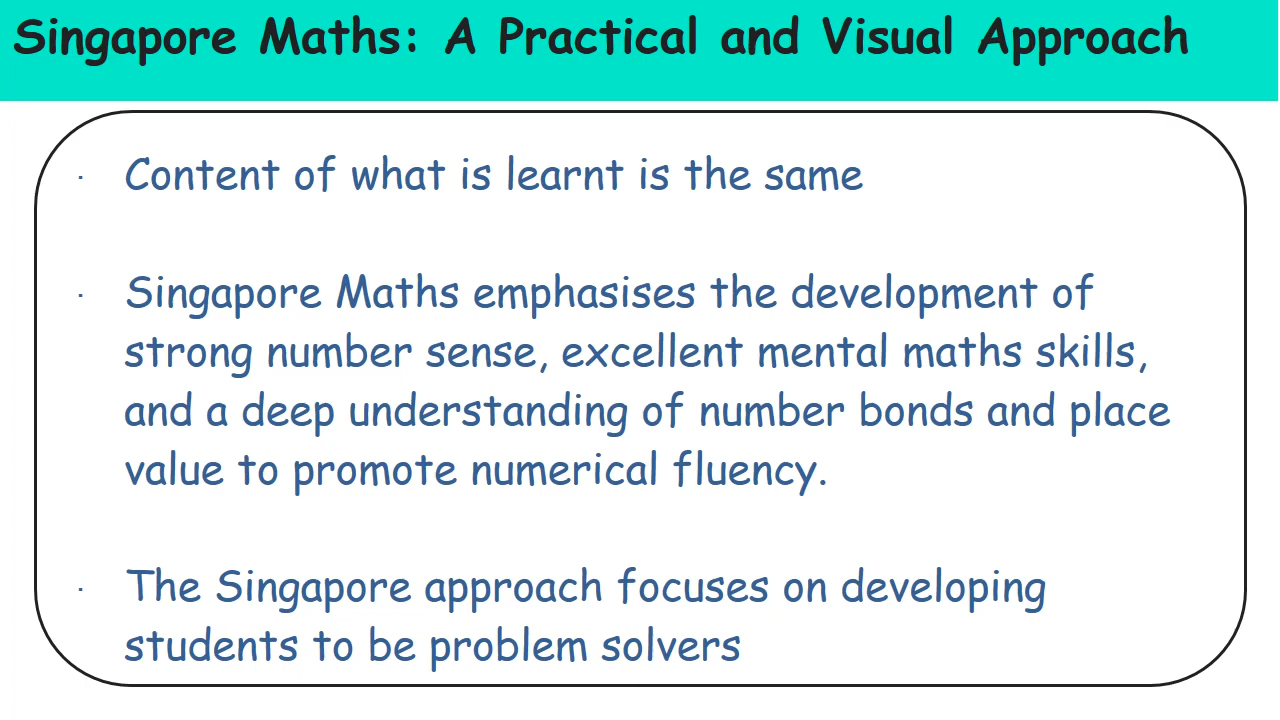 Singapore Maths: A Practical and Visual Approach
· Content of what is learnt is the same
· Singapore Maths emphasises the development of
strong number sense, excellent mental maths skills,
and a deep understanding of number bonds and place
value to promote numerical fluency.
· The Singapore approach focuses on developing
students to be problem solvers